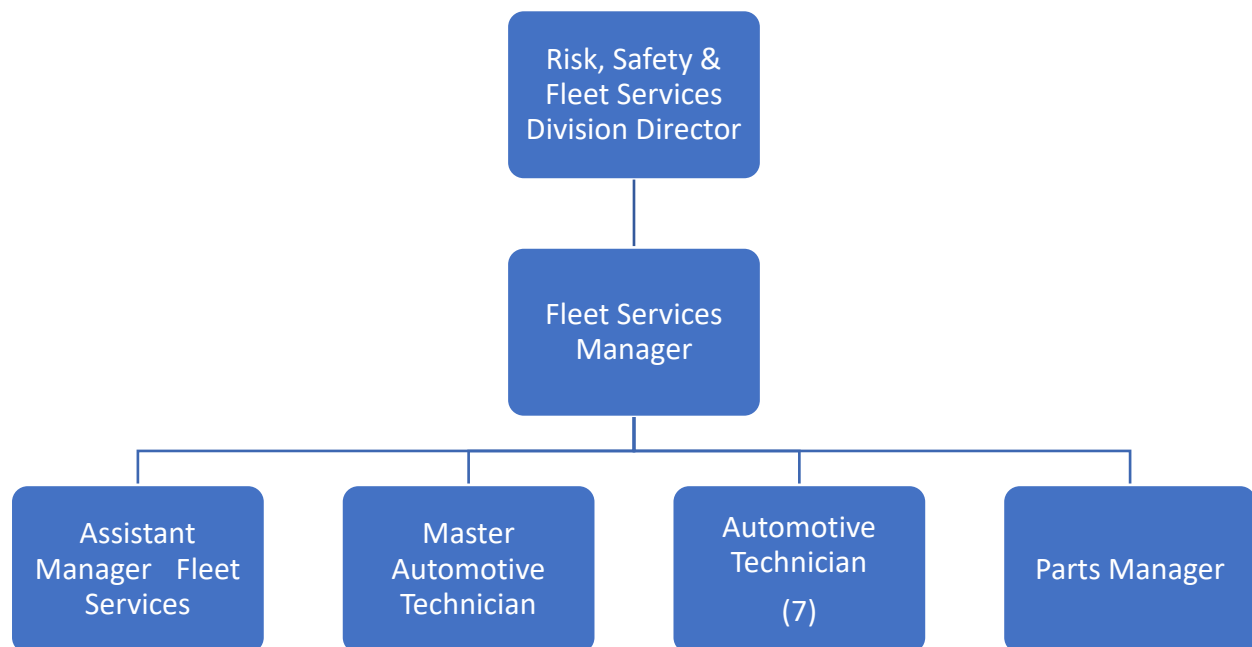 Risk, Safety &
Fleet Services
Division Director
Fleet Services
Manager
Assistant
Manager Fleet
Services
Master
Automotive
Technician
Automotive
Technician
(7)
Parts Manager